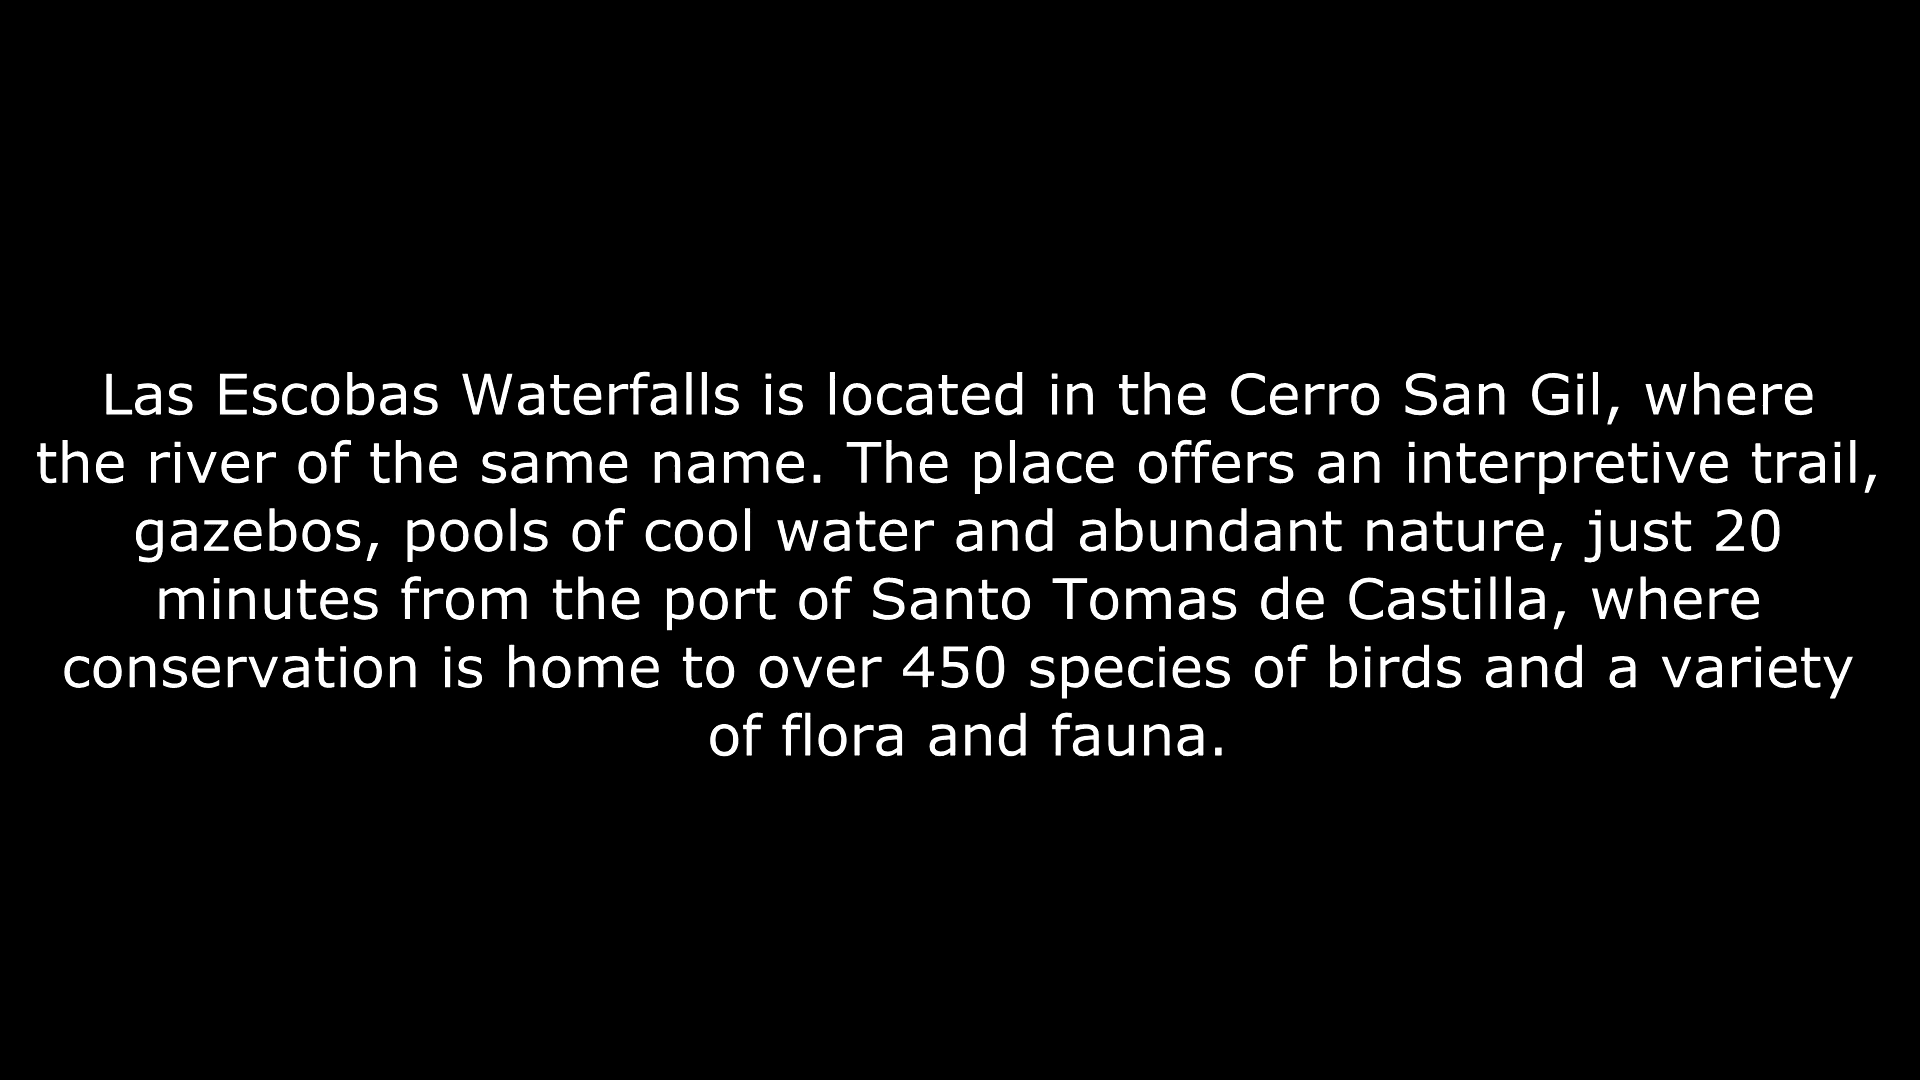 Las Escobas Waterfalls is located in the Cerro San Gil, where
the river of the same name. The place offers an interpretive trail,
gazebos, pools of cool water and abundant nature, just 20
minutes from the port of Santo Tomas de Castilla, where
conservation is home to over 450 species of birds and a variety
of flora and fauna.